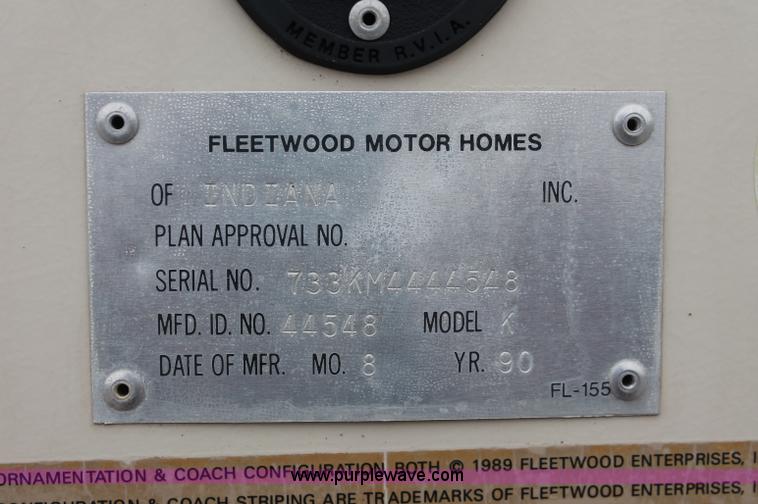 MEMBER R.V.I.A.
FLEETWOOD MOTOR HOMES
OF INDIANA INC.
PLAN APPROVAL NO.
SERIAL NO. 733KM4444548
MFD. ID. NO. 44548 MODEL K
DATE OF MFR. MO. 8 YR. 90
FL-155
ORNAMENTATION & COACH CONFIGURATION BOTH © 1989 FLEETWOOD ENTERPRISES,
www.purplewave.com
CONFIGURATION & COACH STRIPING ARE TRADEMARKS OF FLEETWOOD ENTERPRISES,